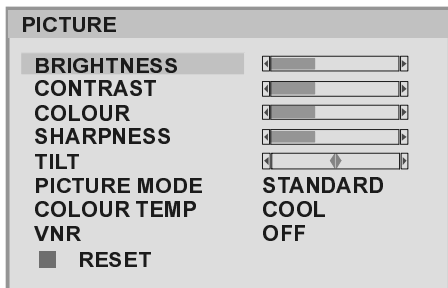 PICTURE
BRIGHTNESS
CONTRAST
COLOUR
SHARPNESS
TILT
PICTURE MODE STANDARD
COLOUR TEMP COOL
VNR OFF
RESET